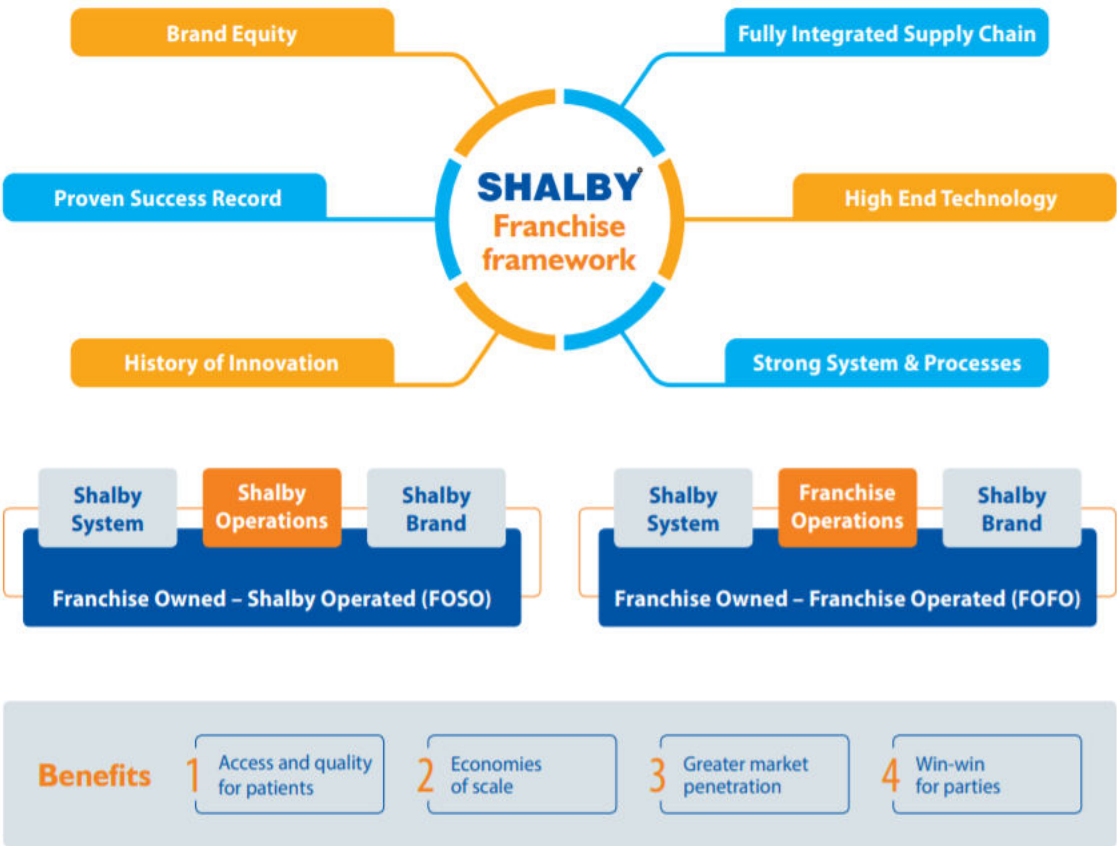 Brand Equity
Fully Integrated Supply Chain
Proven Success Record
SHALBY
Franchise
framework
High End Technology
History of Innovation
Strong System & Processes
Shalby
System
Shalby
Operations
Shalby
Brand
Franchise Owned – Shalby Operated (FOSO)
Shalby
System
Franchise
Operations
Shalby
Brand
Franchise Owned – Franchise Operated (FOFO)
Benefits
1 Access and quality
for patients
2 Economies
of scale
3 Greater market
penetration
4 Win-win
for parties